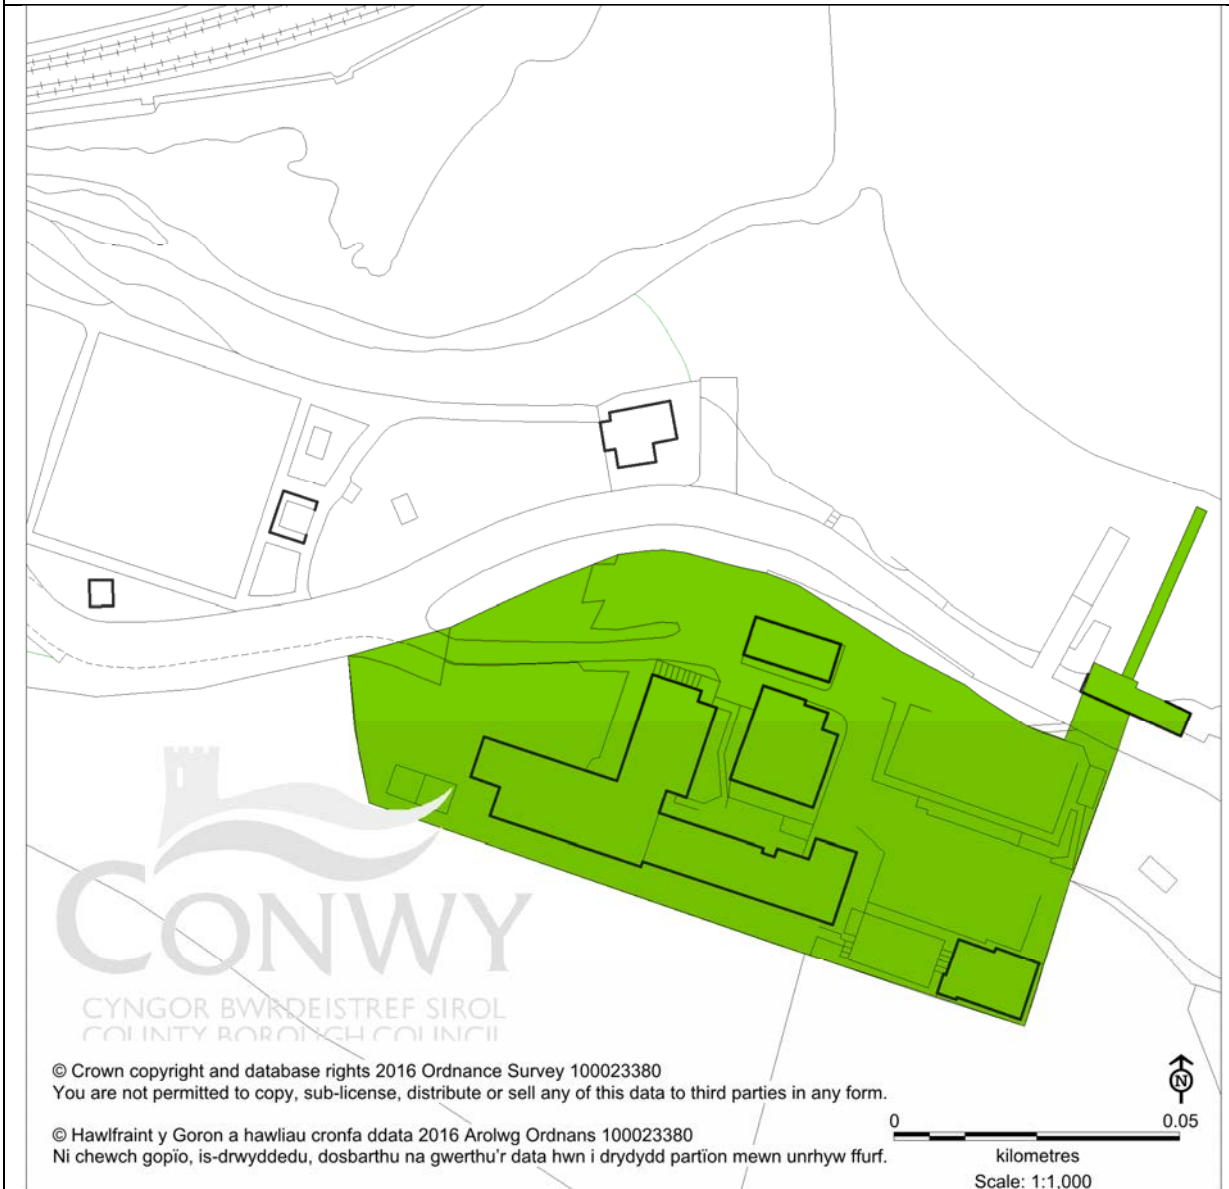 CONWY
CYNGOR BWRDEISTREF SIROL
COUNTY BOROUGH COUNCIL
© Crown copyright and database rights 2016 Ordnance Survey 100023380
You are not permitted to copy, sub-license, distribute or sell any of this data to third parties in any form.
© Hawlfraint y Goron a hawliau cronfa ddata 2016 Arolwg Ordnans 100023380
Ni chewch gopïo, is-drwyddedu, dosbarthu na gwerthu'r data hwn i drydydd partïon mewn unrhyw ffurf.
N
0 0.05
kilometres
Scale: 1:1,000